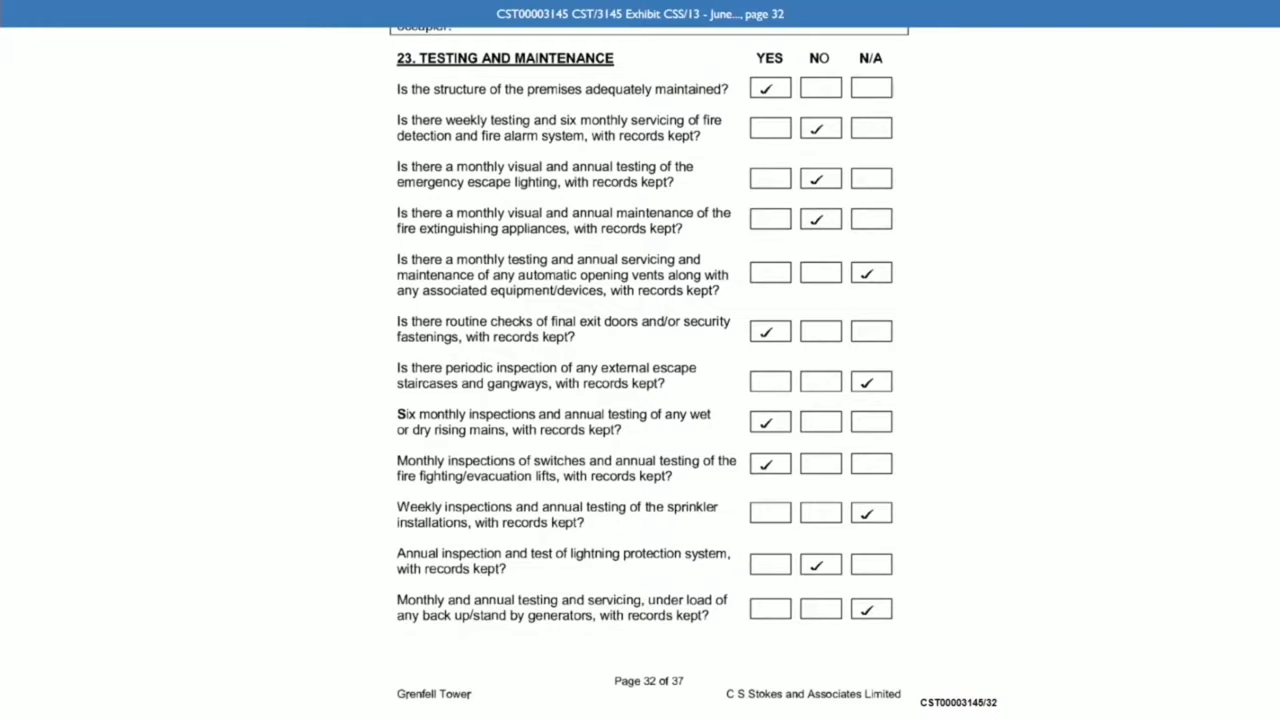 CST00003145 CST/3145 Exhibit CSS/13 - June..., page 32
occupier.
23. TESTING AND MAINTENANCE YES NO N/A
Is the structure of the premises adequately maintained? ✓
Is there weekly testing and six monthly servicing of fire
detection and fire alarm system, with records kept? ✓
Is there a monthly visual and annual testing of the
emergency escape lighting, with records kept? ✓
Is there a monthly visual and annual maintenance of the
fire extinguishing appliances, with records kept? ✓
Is there a monthly testing and annual servicing and
maintenance of any automatic opening vents along with ✓
any associated equipment/devices, with records kept?
Is there routine checks of final exit doors and/or security
fastenings, with records kept? ✓
Is there periodic inspection of any external escape
staircases and gangways, with records kept? ✓
Six monthly inspections and annual testing of any wet
or dry rising mains, with records kept? ✓
Monthly inspections of switches and annual testing of the ✓
fire fighting/evacuation lifts, with records kept?
Weekly inspections and annual testing of the sprinkler ✓
installations, with records kept?
Annual inspection and test of lightning protection system,
with records kept? ✓
Monthly and annual testing and servicing, under load of
any back up/stand by generators, with records kept? ✓
Page 32 of 37
Grenfell Tower C S Stokes and Associates Limited
CST00003145/32